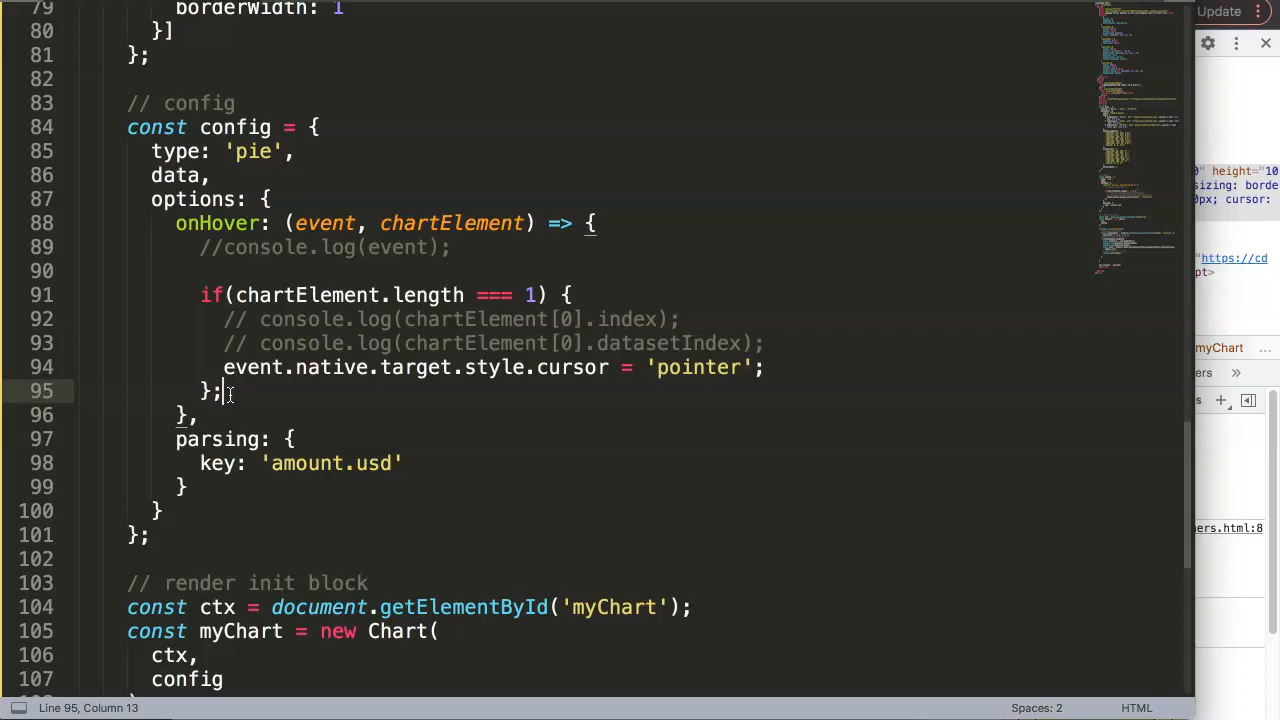 79 borderWidth: 1
80 }]
81 };
82
83 // config
84 const config = {
85 type: 'pie',
86 data,
87 options: {
88 onHover: (event, chartElement) => {
89 //console.log(event);
90
91 if(chartElement.length === 1) {
92 // console.log(chartElement[0].index);
93 // console.log(chartElement[0].datasetIndex);
94 event.native.target.style.cursor = 'pointer';
95 };
96 },
97 parsing: {
98 key: 'amount.usd'
99 }
100 }
101 };
102
103 // render init block
104 const ctx = document.getElementById('myChart');
105 const myChart = new Chart(
106 ctx,
107 config
Line 95, Column 13
Spaces: 2
HTML
Update
0" height="10
sizing: borde
0px; cursor:
"https://cd
pt>
myChart
ers
»
s
ers.html:8